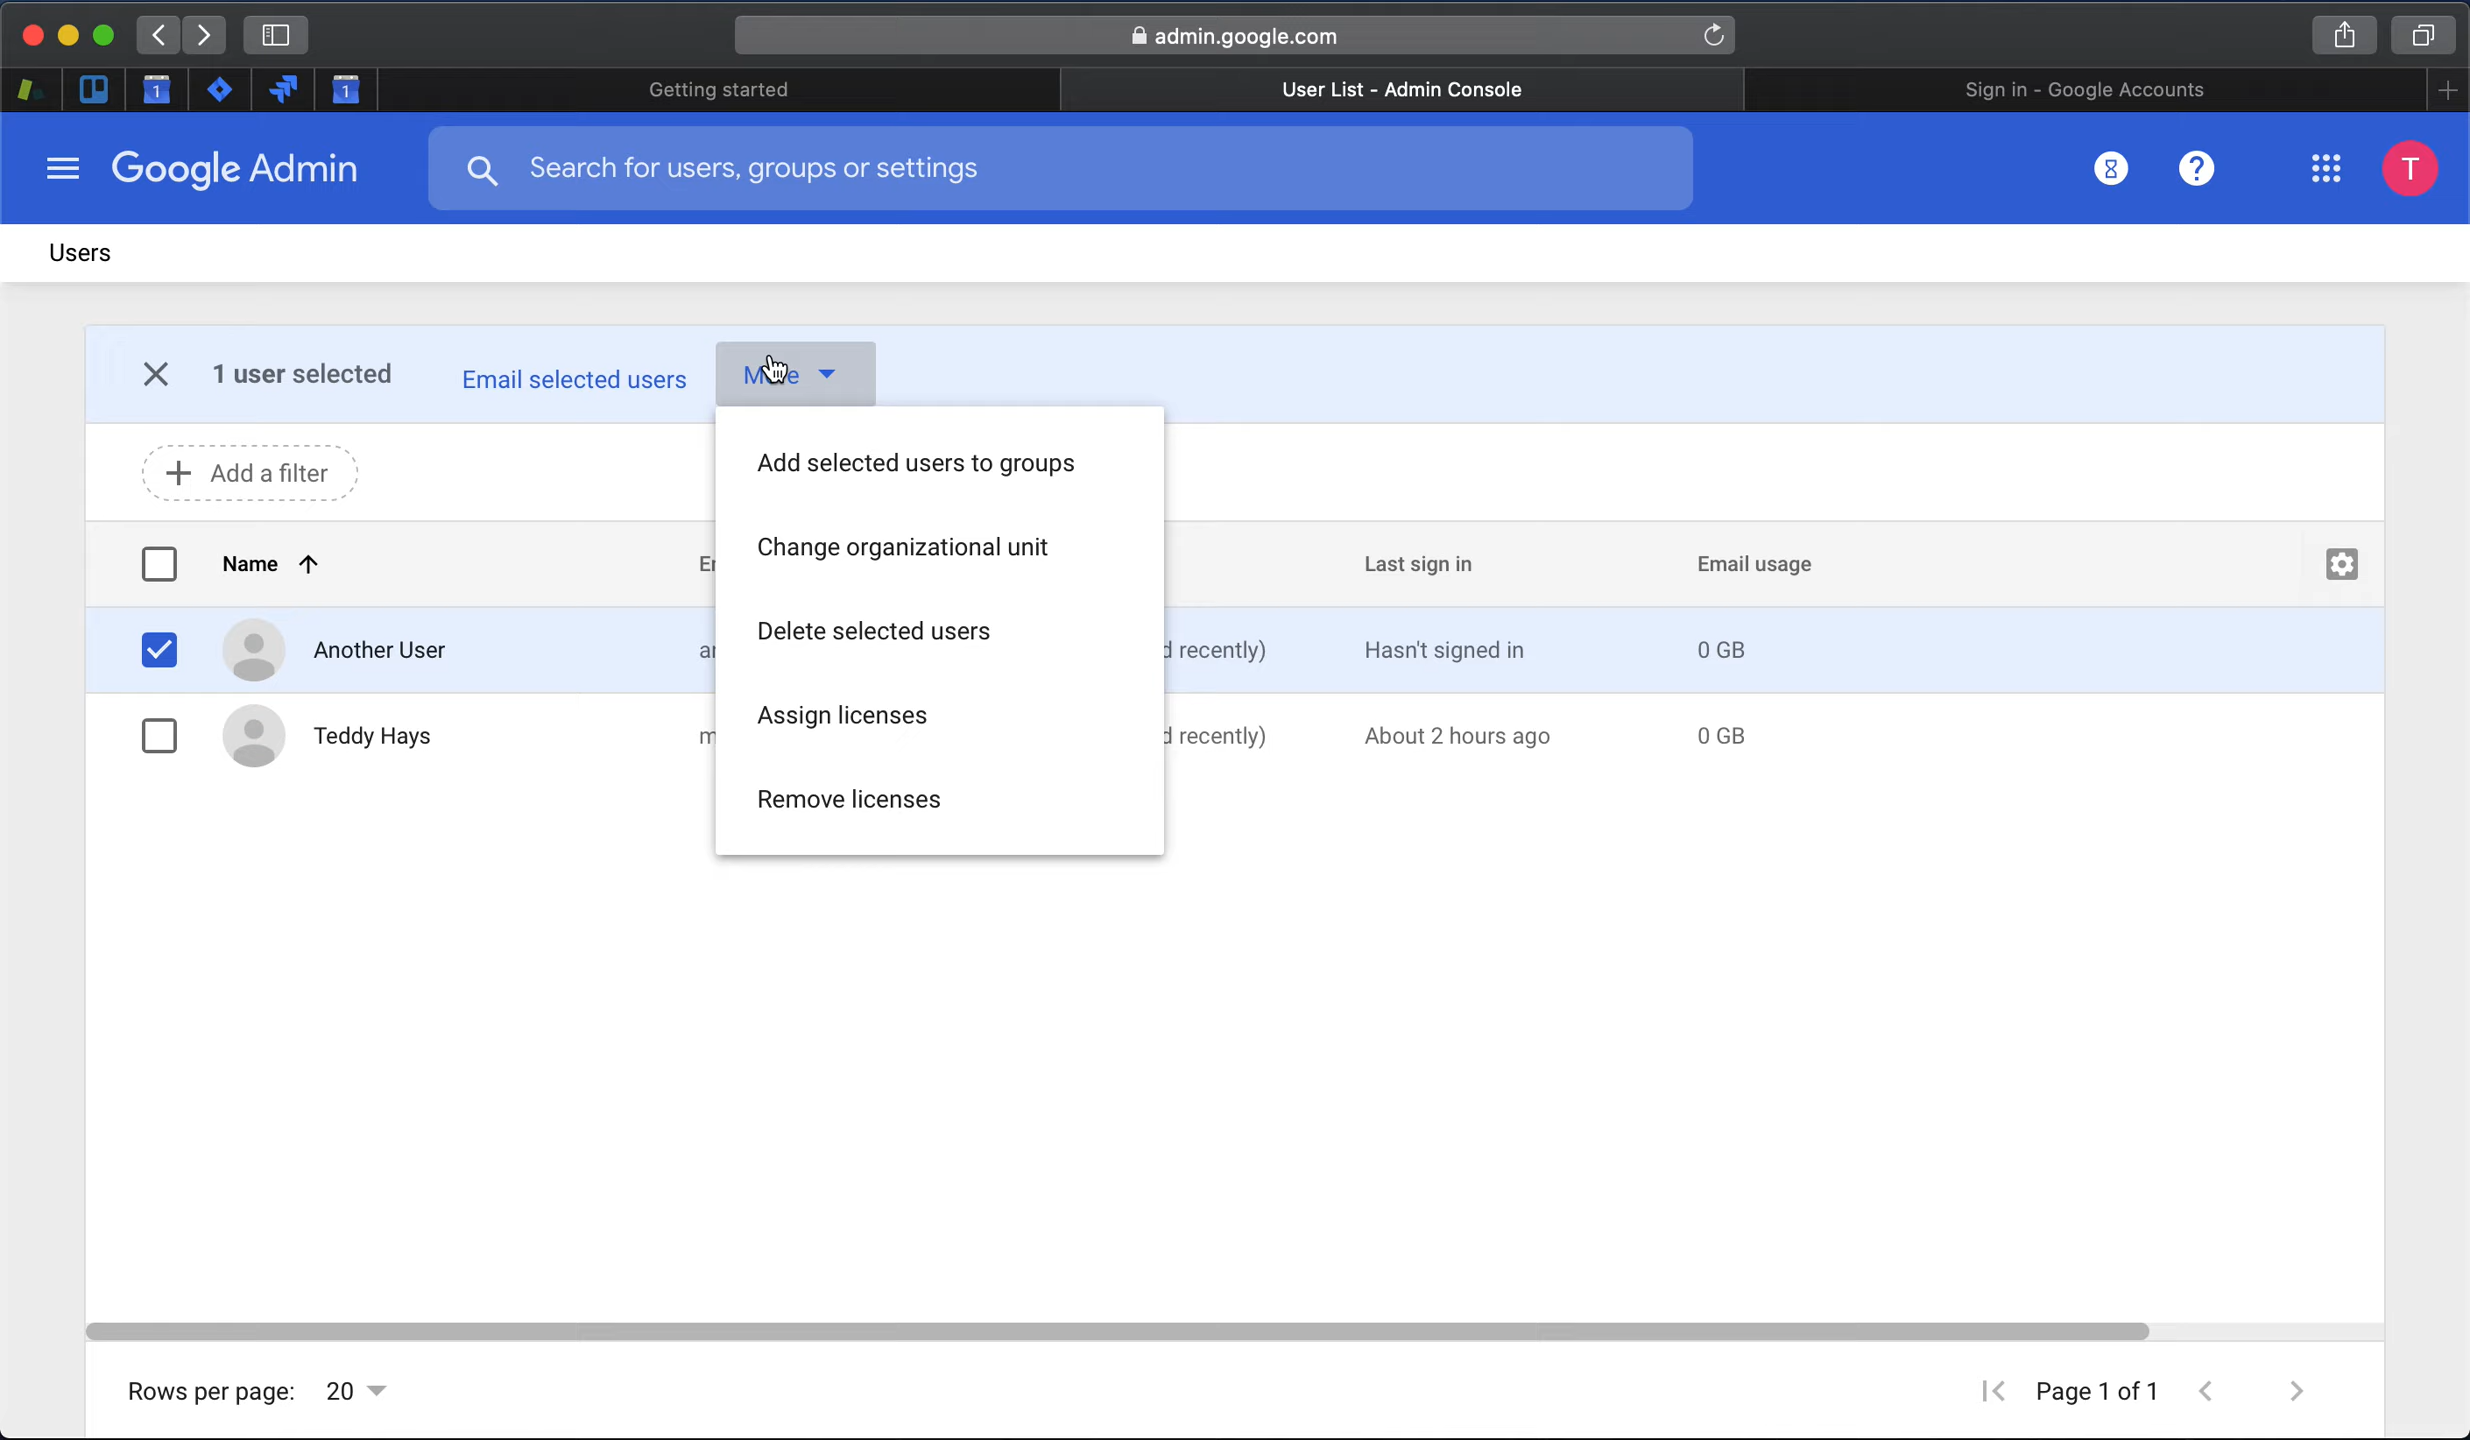 admin.google.com
1
1
Getting started
User List - Admin Console
Sign in - Google Accounts
Google Admin
Search for users, groups or settings
?
T
Users
1 user selected
Email selected users
Add a filter
Add selected users to groups
Change organizational unit
Delete selected users
Assign licenses
Remove licenses
Name
Last sign in
Email usage
Another User
recently)
Hasn't signed in
0 GB
Teddy Hays
recently)
About 2 hours ago
0 GB
Rows per page: 20
Page 1 of 1